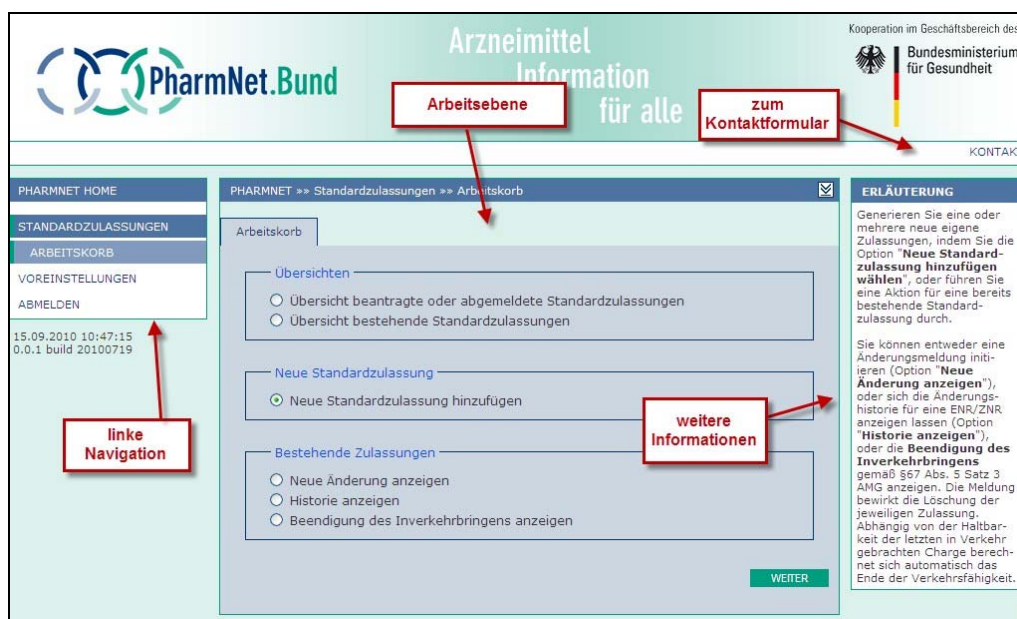 Arzneimittel
Information
für alle
PharmNet.Bund
Kooperation im Geschäftsbereich des
Bundesministerium
für Gesundheit
Arbeitsebene
zum
Kontaktformular
KONTAK
PHARMNET HOME
STANDARDZULASSUNGEN
ARBEITSKORB
VOREINSTELLUNGEN
ABMELDEN
15.09.2010 10:47:15
0.0.1 build 20100719
linke
Navigation
PHARMNET »» Standardzulassungen »» Arbeitskorb
Arbeitskorb
Übersichten
Übersicht beantragte oder abgemeldete Standardzulassungen
Übersicht bestehende Standardzulassungen
Neue Standardzulassung
Neue Standardzulassung hinzufügen
weitere
Informationen
Bestehende Zulassungen
Neue Änderung anzeigen
Historie anzeigen
Beendigung des Inverkehrbringens anzeigen
WEITER
ERLÄUTERUNG
Generieren Sie eine oder
mehrere neue eigene
Zulassungen, indem Sie die
Option "Neue Standard-
zulassung hinzufügen
wählen", oder führen Sie
eine Aktion für eine bereits
bestehende Standard-
zulassung durch.
Sie können entweder eine
Änderungsmeldung initi-
ieren (Option "Neue
Änderung anzeigen"),
oder sich die Änderungs-
historie für eine ENR/ZNR
anzeigen lassen (Option
"Historie anzeigen"),
oder die Beendigung des
Inverkehrbringens
gemäß §67 Abs. 5 Satz 3
AMG anzeigen. Die Meldung
bewirkt die Löschung der
jeweiligen Zulassung.
Abhängig von der Haltbar-
keit der letzten in Verkehr
gebrachten Charge berech-
net sich automatisch das
Ende der Verkehrsfähigkeit.